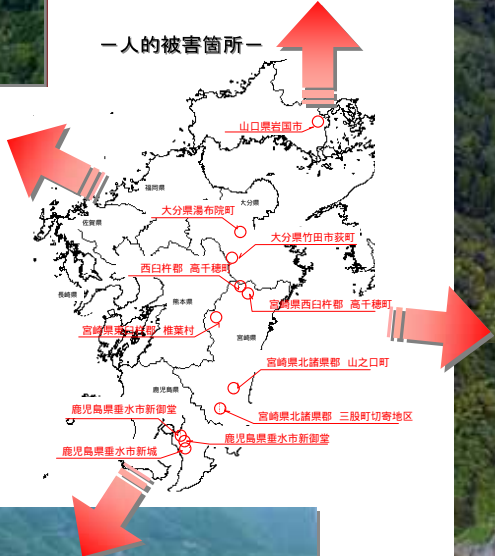 －人的被害箇所－
山口県岩国市
福岡県
大分県
佐賀県
大分県湯布院町
大分県竹田市荻町
西臼杵郡 高千穂町
長崎県
熊本県
宮崎県西臼杵郡 高千穂町
宮崎県東臼杵郡 椎葉村
宮崎県
宮崎県北諸県郡 山之口町
鹿児島県
鹿児島県垂水市新御堂
宮崎県北諸県郡 三股町切寄地区
鹿児島県垂水市新御堂
鹿児島県垂水市新城